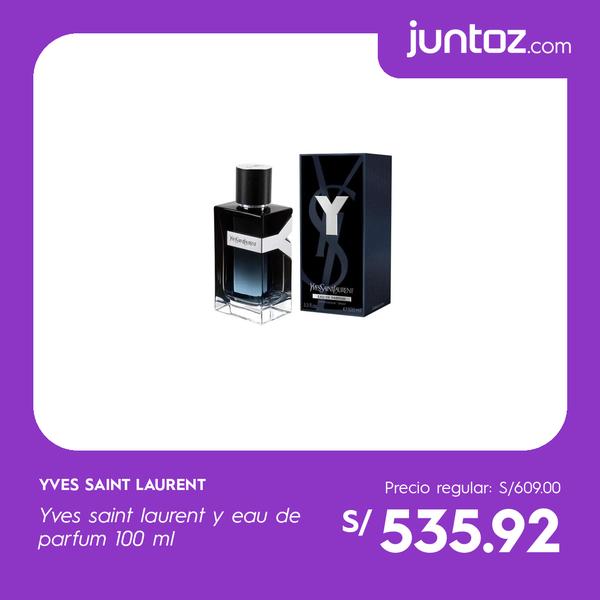 juntoz.com
Y
YVESSAINTLAURENT
YVESSAINTLAURENT
EAU DE PARFUM
YVES SAINT LAURENT
Yves saint laurent y eau de
parfum 100 ml
Precio regular: S/609.00
S/ 535.92